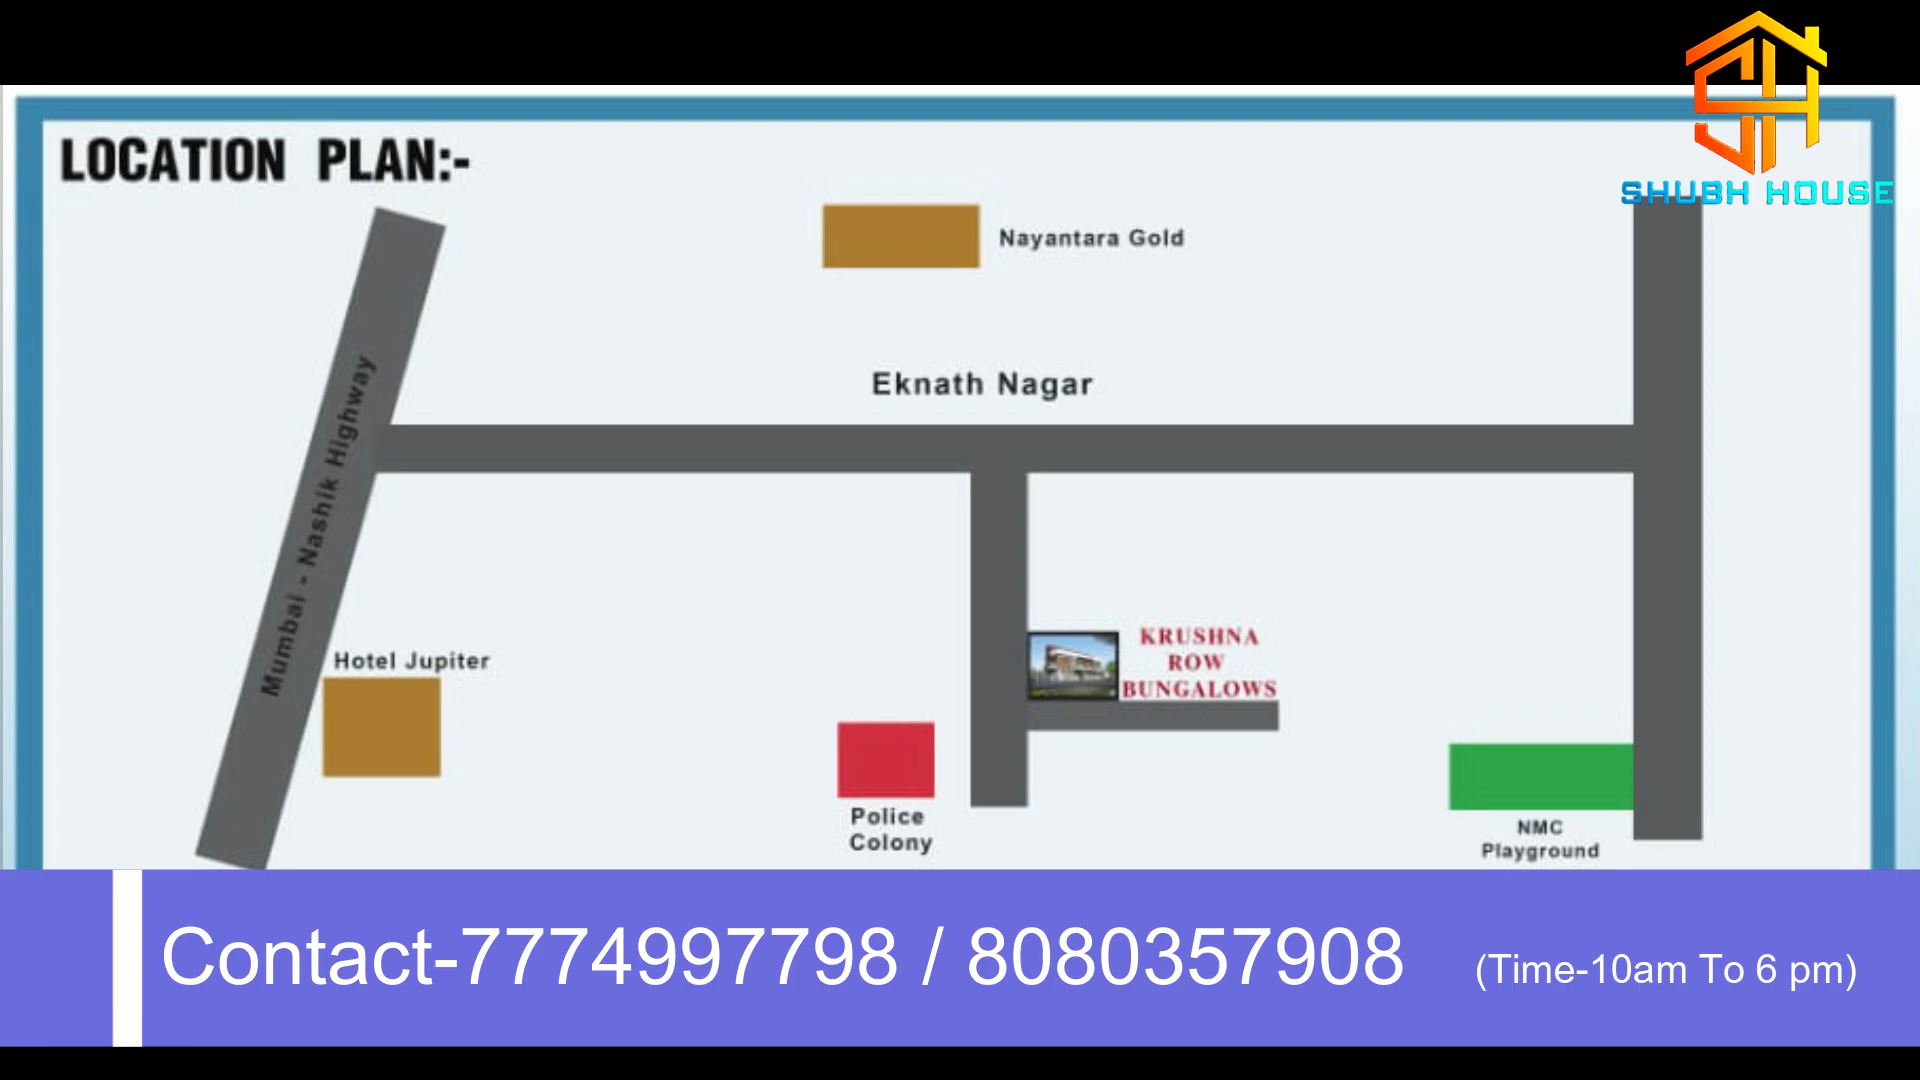 SHUBH HOUSE
LOCATION PLAN:-
Nayantara Gold
Eknath Nagar
Mumbai - Nashik Highway
Hotel Jupiter
KRUSHNA
ROW
BUNGALOWS
Police
Colony
NMC
Playground
Contact-7774997798 / 8080357908 (Time-10am To 6 pm)